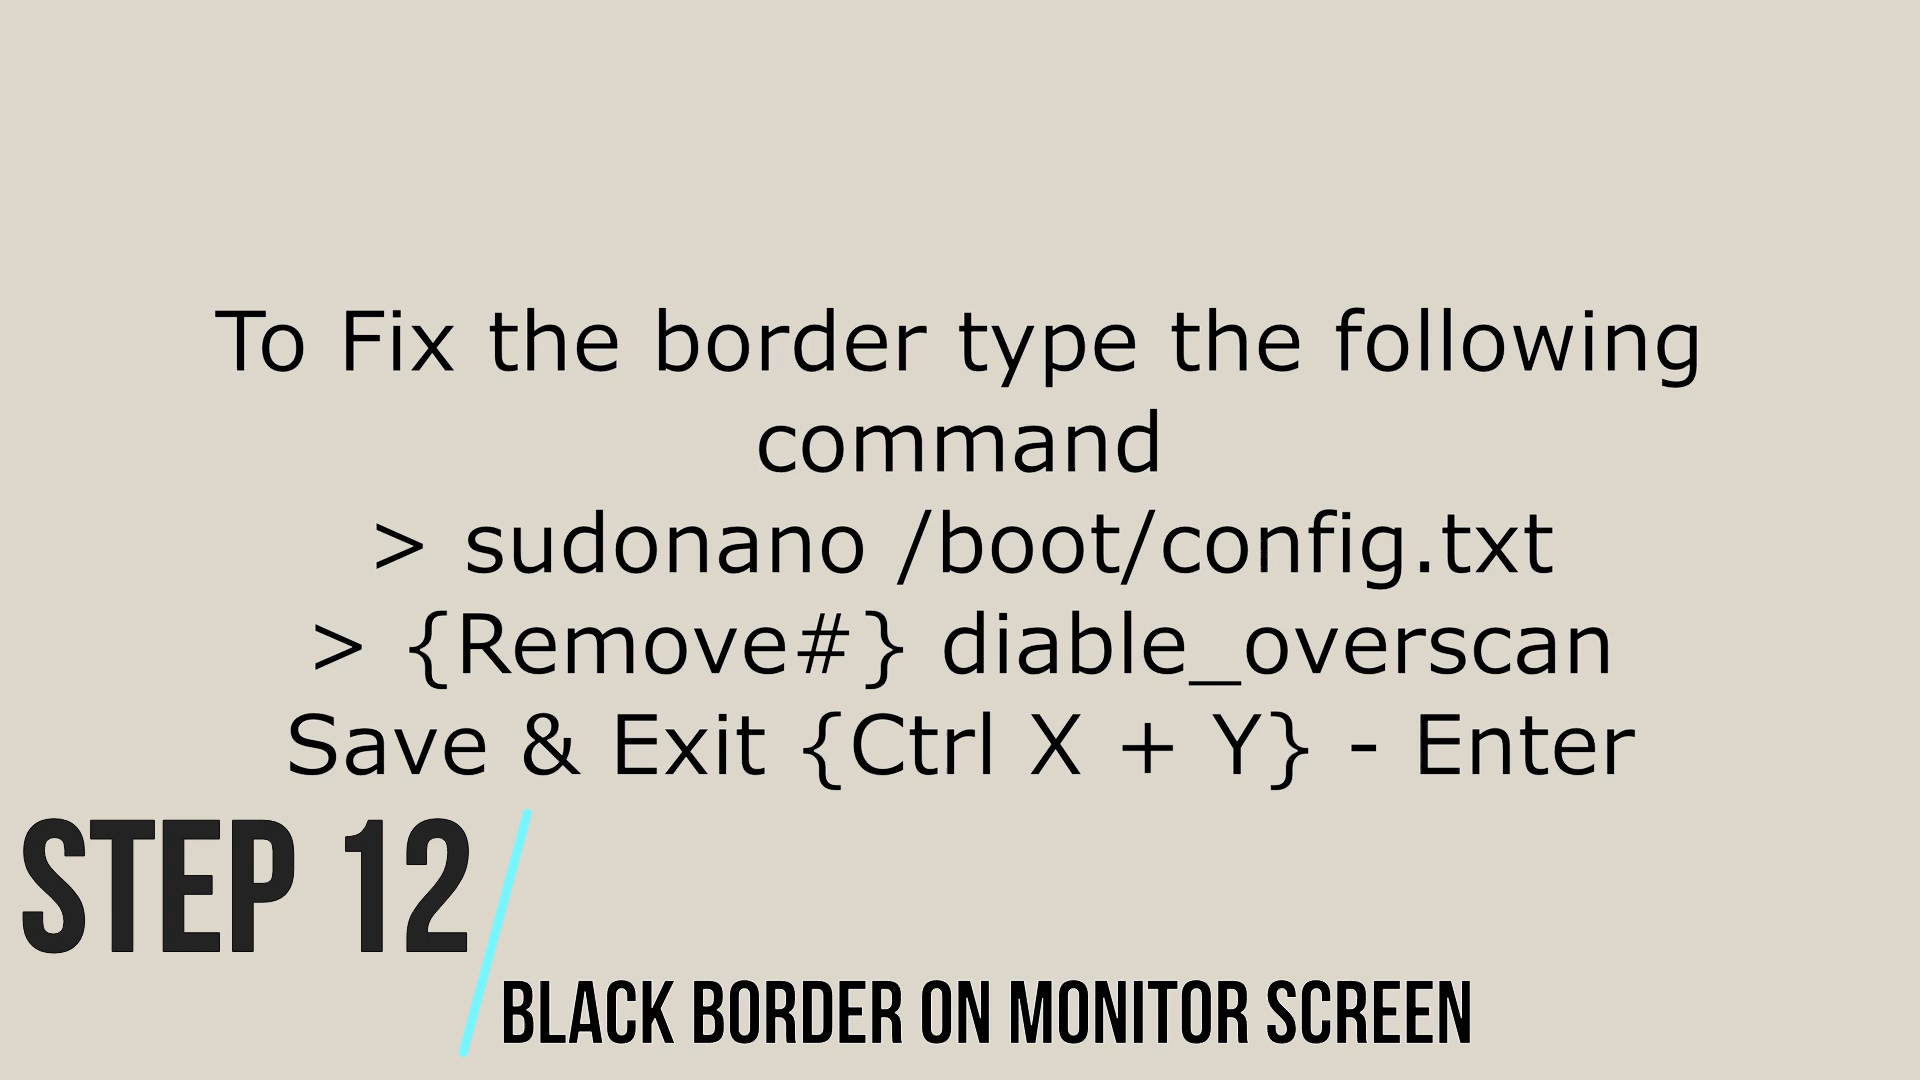 To Fix the border type the following
command
> sudonano /boot/config.txt
> {Remove#} diable_overscan
Save & Exit {Ctrl X + Y} - Enter
STEP 12
BLACK BORDER ON MONITOR SCREEN